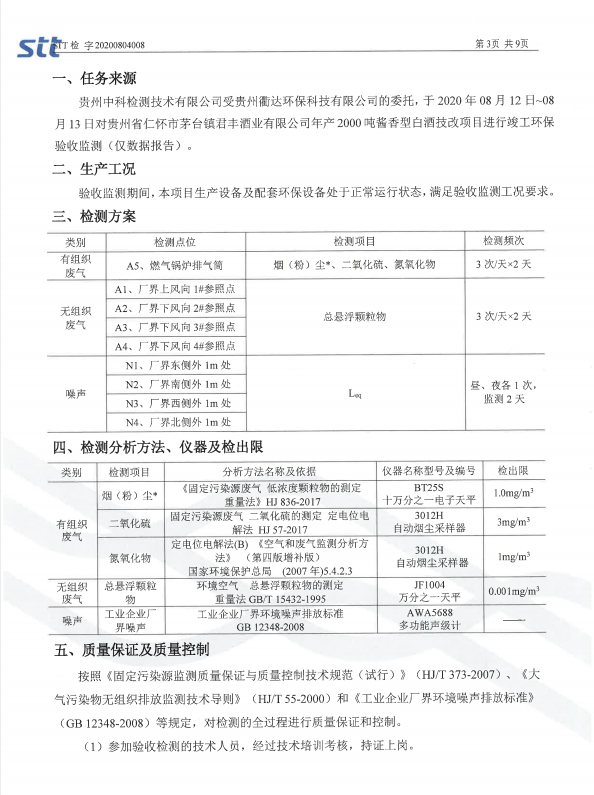 stt
STT 检 字 20200804008 第 3页 共 9页
一、任务来源
贵州中科检测技术有限公司受贵州衢达环保科技有限公司的委托，于 2020 年 08 月 12 日~08
月 13 日对贵州省仁怀市茅台镇君丰酒业有限公司年产 2000 吨酱香型白酒技改项目进行竣工环保
验收监测（仅数据报告）。
二、生产工况
验收监测期间，本项目生产设备及配套环保设备处于正常运行状态，满足验收监测工况要求。
三、检测方案
类别 检测点位 检测项目 检测频次
有组织
废气
A5、燃气锅炉排气筒 烟（粉）尘*、二氧化硫、氮氧化物 3 次/天×2 天
无组织
废气
A1、厂界上风向 1#参照点
A2、厂界下风向 2#参照点
A3、厂界下风向 3#参照点
A4、厂界下风向 4#参照点
总悬浮颗粒物 3 次/天×2 天
噪声
N1、厂界东侧外 1m 处
N2、厂界南侧外 1m 处
N3、厂界西侧外 1m 处
N4、厂界北侧外 1m 处
Leq
昼、夜各 1 次，
监测 2 天
四、检测分析方法、仪器及检出限
类别 检测项目 分析方法名称及依据 仪器名称型号及编号 检出限
有组织
废气
烟（粉）尘*
《固定污染源废气 低浓度颗粒物的测定
重量法》HJ 836-2017
BT25S
十万分之一电子天平
1.0mg/m³
二氧化硫
固定污染源废气 二氧化硫的测定 定电位电
解法 HJ 57-2017
3012H
自动烟尘采样器
3mg/m³
氮氧化物
定电位电解法(B) 《空气和废气监测分析方
法》（第四版增补版）
国家环境保护总局 (2007 年)5.4.2.3
3012H
自动烟尘采样器
1mg/m³
无组织
废气
总悬浮颗粒
物
环境空气 总悬浮颗粒物的测定
重量法 GB/T 15432-1995
JF1004
万分之一天平
0.001mg/m³
噪声
工业企业厂
界噪声
工业企业厂界环境噪声排放标准
GB 12348-2008
AWA5688
多功能声级计
——
五、质量保证及质量控制
按照《固定污染源监测质量保证与质量控制技术规范（试行）》（HJ/T 373-2007）、《大
气污染物无组织排放监测技术导则》（HJ/T 55-2000）和《工业企业厂界环境噪声排放标准》
（GB 12348-2008）等规定，对检测的全过程进行质量保证和控制。
（1）参加验收检测的技术人员，经过技术培训考核，持证上岗。